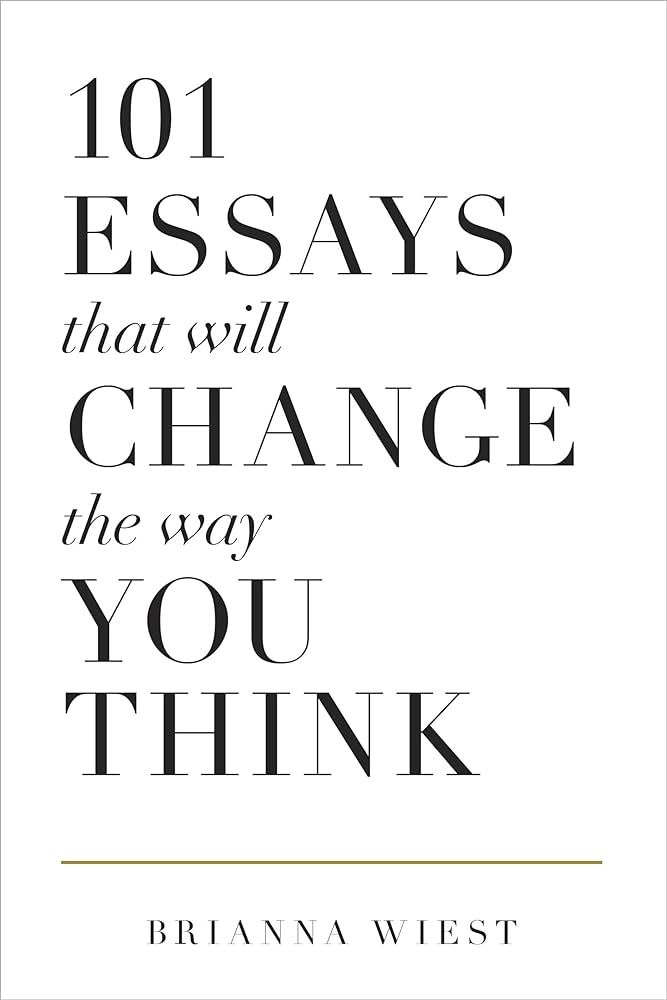 101
ESSAYS
that will
CHANGE
the way
YOU
THINK
BRIANNA WIEST